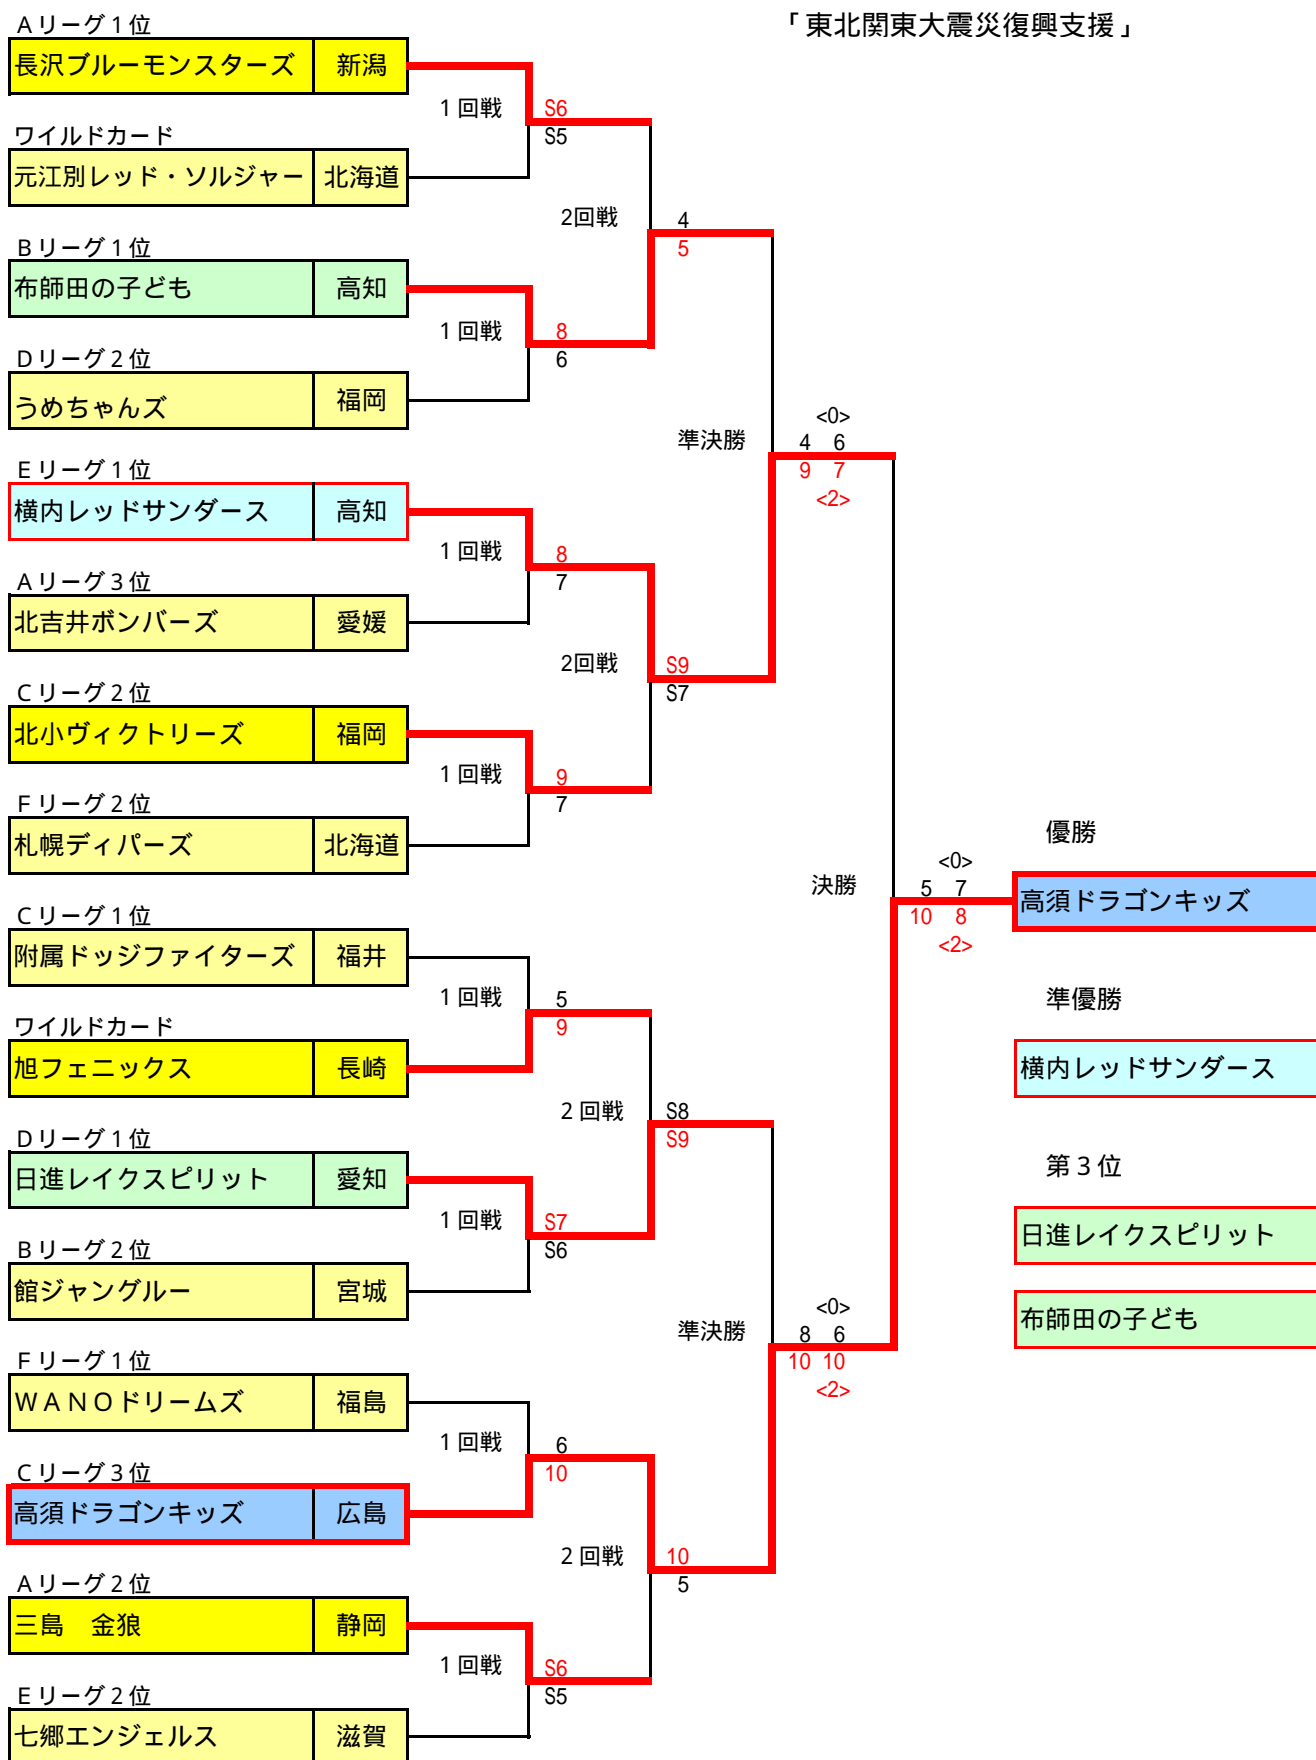 「東北関東大震災復興支援」
Aリーグ1位
長沢ブルーモンスターズ 新潟
1回戦 S6
S5
ワイルドカード
元江別レッド・ソルジャー 北海道
2回戦 4
5
Bリーグ1位
布師田の子ども 高知
1回戦 8
6
Dリーグ2位
うめちゃんズ 福岡
準決勝 <0>
4 6
9 7
<2>
Eリーグ1位
横内レッドサンダース 高知
1回戦 8
7
Aリーグ3位
北吉井ボンバーズ 愛媛
2回戦 S9
S7
Cリーグ2位
北小ヴィクトリーズ 福岡
1回戦 9
7
Fリーグ2位
札幌ディパーズ 北海道
決勝 <0>
5 7
10 8
<2>
優勝
高須ドラゴンキッズ
Cリーグ1位
附属ドッジファイターズ 福井
1回戦 5
9
準優勝
横内レッドサンダース
ワイルドカード
旭フェニックス 長崎
2回戦 S8
S9
Dリーグ1位
日進レイクスピリット 愛知
1回戦 S7
S6
第3位
日進レイクスピリット
布師田の子ども
Bリーグ2位
館ジャングルー 宮城
準決勝 <0>
8 6
10 10
<2>
Fリーグ1位
WANOドリームズ 福島
1回戦 6
10
Cリーグ3位
高須ドラゴンキッズ 広島
2回戦 10
5
Aリーグ2位
三島 金狼 静岡
1回戦 S6
S5
Eリーグ2位
七郷エンジェルス 滋賀